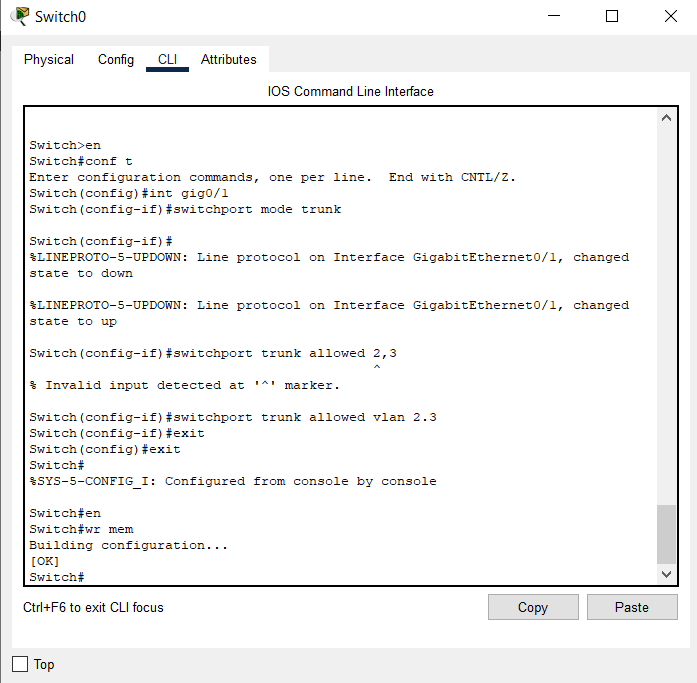 Switch0
Physical Config CLI Attributes
IOS Command Line Interface
Switch>en
Switch#conf t
Enter configuration commands, one per line.  End with CNTL/Z.
Switch(config)#int gig0/1
Switch(config-if)#switchport mode trunk
Switch(config-if)#
%LINEPROTO-5-UPDOWN: Line protocol on Interface GigabitEthernet0/1, changed
state to down
%LINEPROTO-5-UPDOWN: Line protocol on Interface GigabitEthernet0/1, changed
state to up
Switch(config-if)#switchport trunk allowed 2,3
^
% Invalid input detected at '^' marker.
Switch(config-if)#switchport trunk allowed vlan 2.3
Switch(config-if)#exit
Switch(config)#exit
Switch#
%SYS-5-CONFIG_I: Configured from console by console
Switch#en
Switch#wr mem
Building configuration...
[OK]
Switch#
Ctrl+F6 to exit CLI focus
Copy Paste
Top